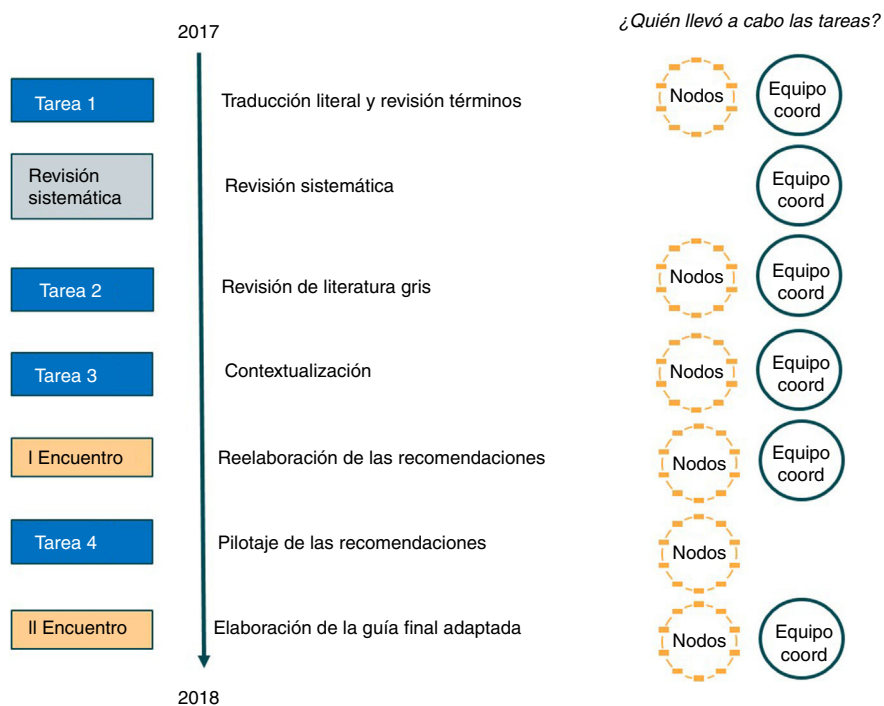 2017
¿Quién llevó a cabo las tareas?
Tarea 1
Traducción literal y revisión términos
Nodos
Equipo
coord
Revisión
sistemática
Revisión sistemática
Equipo
coord
Tarea 2
Revisión de literatura gris
Nodos
Equipo
coord
Tarea 3
Contextualización
Nodos
Equipo
coord
I Encuentro
Reelaboración de las recomendaciones
Nodos
Equipo
coord
Tarea 4
Pilotaje de las recomendaciones
Nodos
II Encuentro
Elaboración de la guía final adaptada
Nodos
Equipo
coord
2018